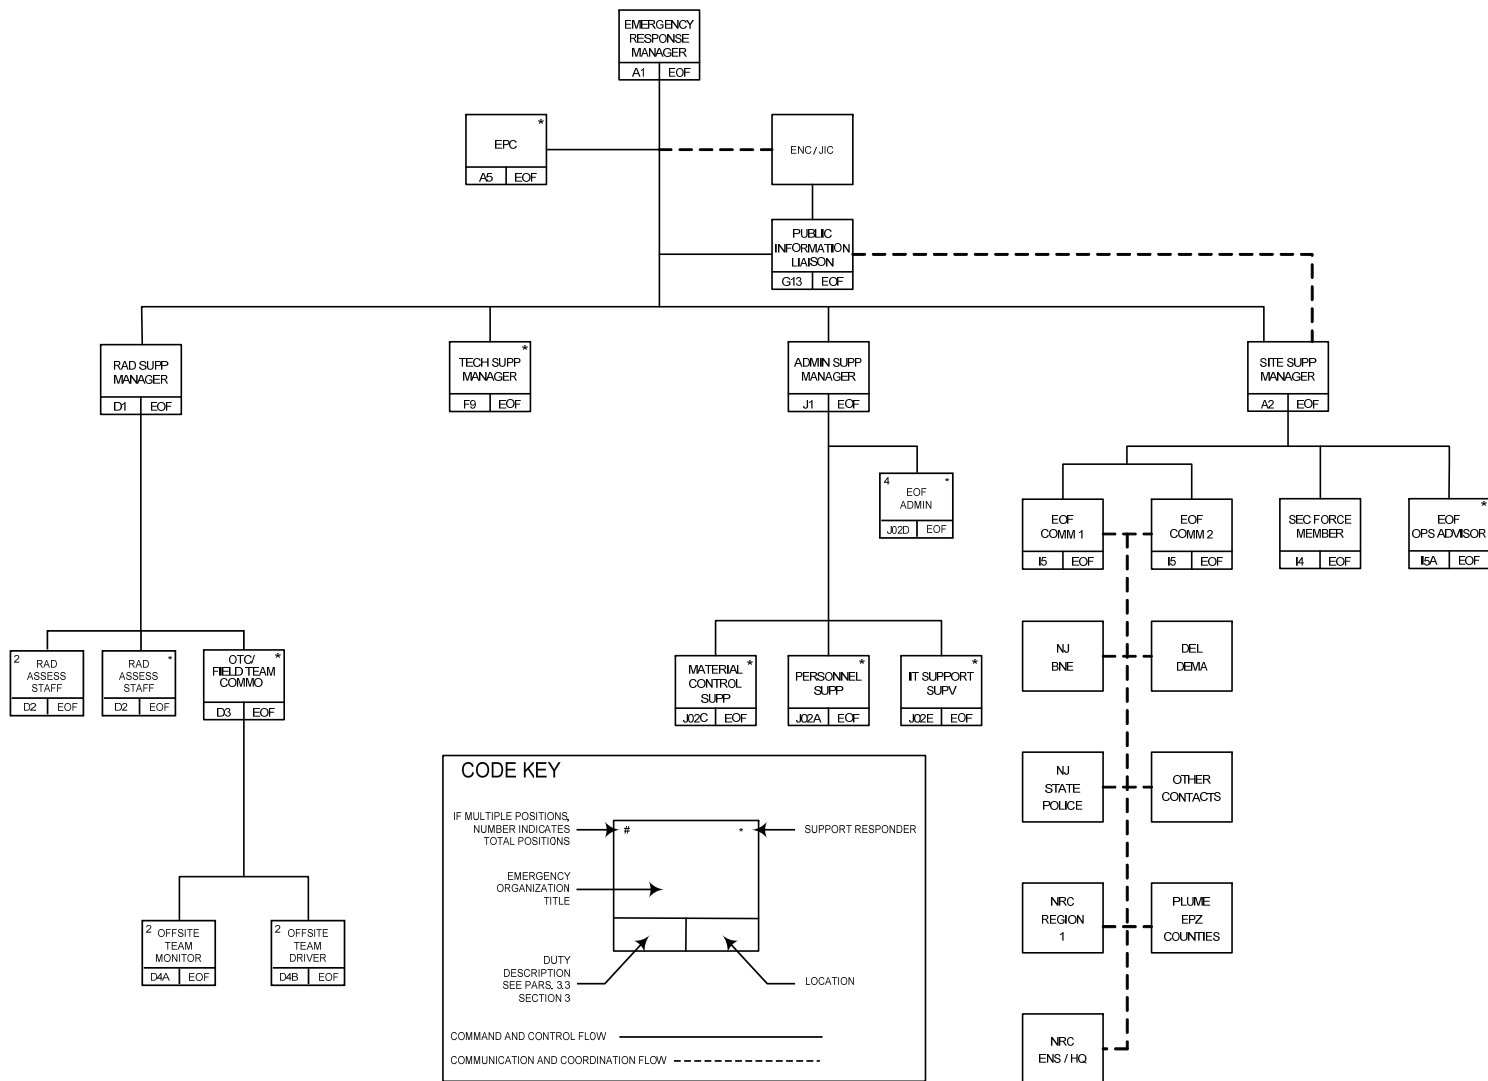 EMERGENCY
RESPONSE
MANAGER
A1 EOF
*
EPC
A5 EOF
ENC/JIC
PUBLIC
INFORMATION
LIAISON
G13 EOF
RAD SUPP
MANAGER
D1 EOF
*
TECH SUPP
MANAGER
F9 EOF
ADMIN SUPP
MANAGER
J1 EOF
SITE SUPP
MANAGER
A2 EOF
4 *
EOF
ADMIN
J02D EOF
EOF
COMM 1
I5 EOF
EOF
COMM 2
I5 EOF
SEC FORCE
MEMBER
I4 EOF
*
EOF
OPS ADVISOR
I5A EOF
NJ
BNE
DEL
DEMA
2
RAD
ASSESS
STAFF
D2 EOF
*
RAD
ASSESS
STAFF
D2 EOF
*
OTC/
FIELD TEAM
COMMO
D3 EOF
*
MATERIAL
CONTROL
SUPP
J02C EOF
*
PERSONNEL
SUPP
J02A EOF
*
IT SUPPORT
SUPV
J02E EOF
NJ
STATE
POLICE
OTHER
CONTACTS
NRC
REGION
1
PLUME
EPZ
COUNTIES
2
OFFSITE
TEAM
MONITOR
D4A EOF
2
OFFSITE
TEAM
DRIVER
D4B EOF
NRC
ENS / HQ
CODE KEY
IF MULTIPLE POSITIONS,
NUMBER INDICATES
TOTAL POSITIONS
# *
SUPPORT RESPONDER
EMERGENCY
ORGANIZATION
TITLE
DUTY
DESCRIPTION
SEE PARS. 3.3
SECTION 3
LOCATION
COMMAND AND CONTROL FLOW
COMMUNICATION AND COORDINATION FLOW